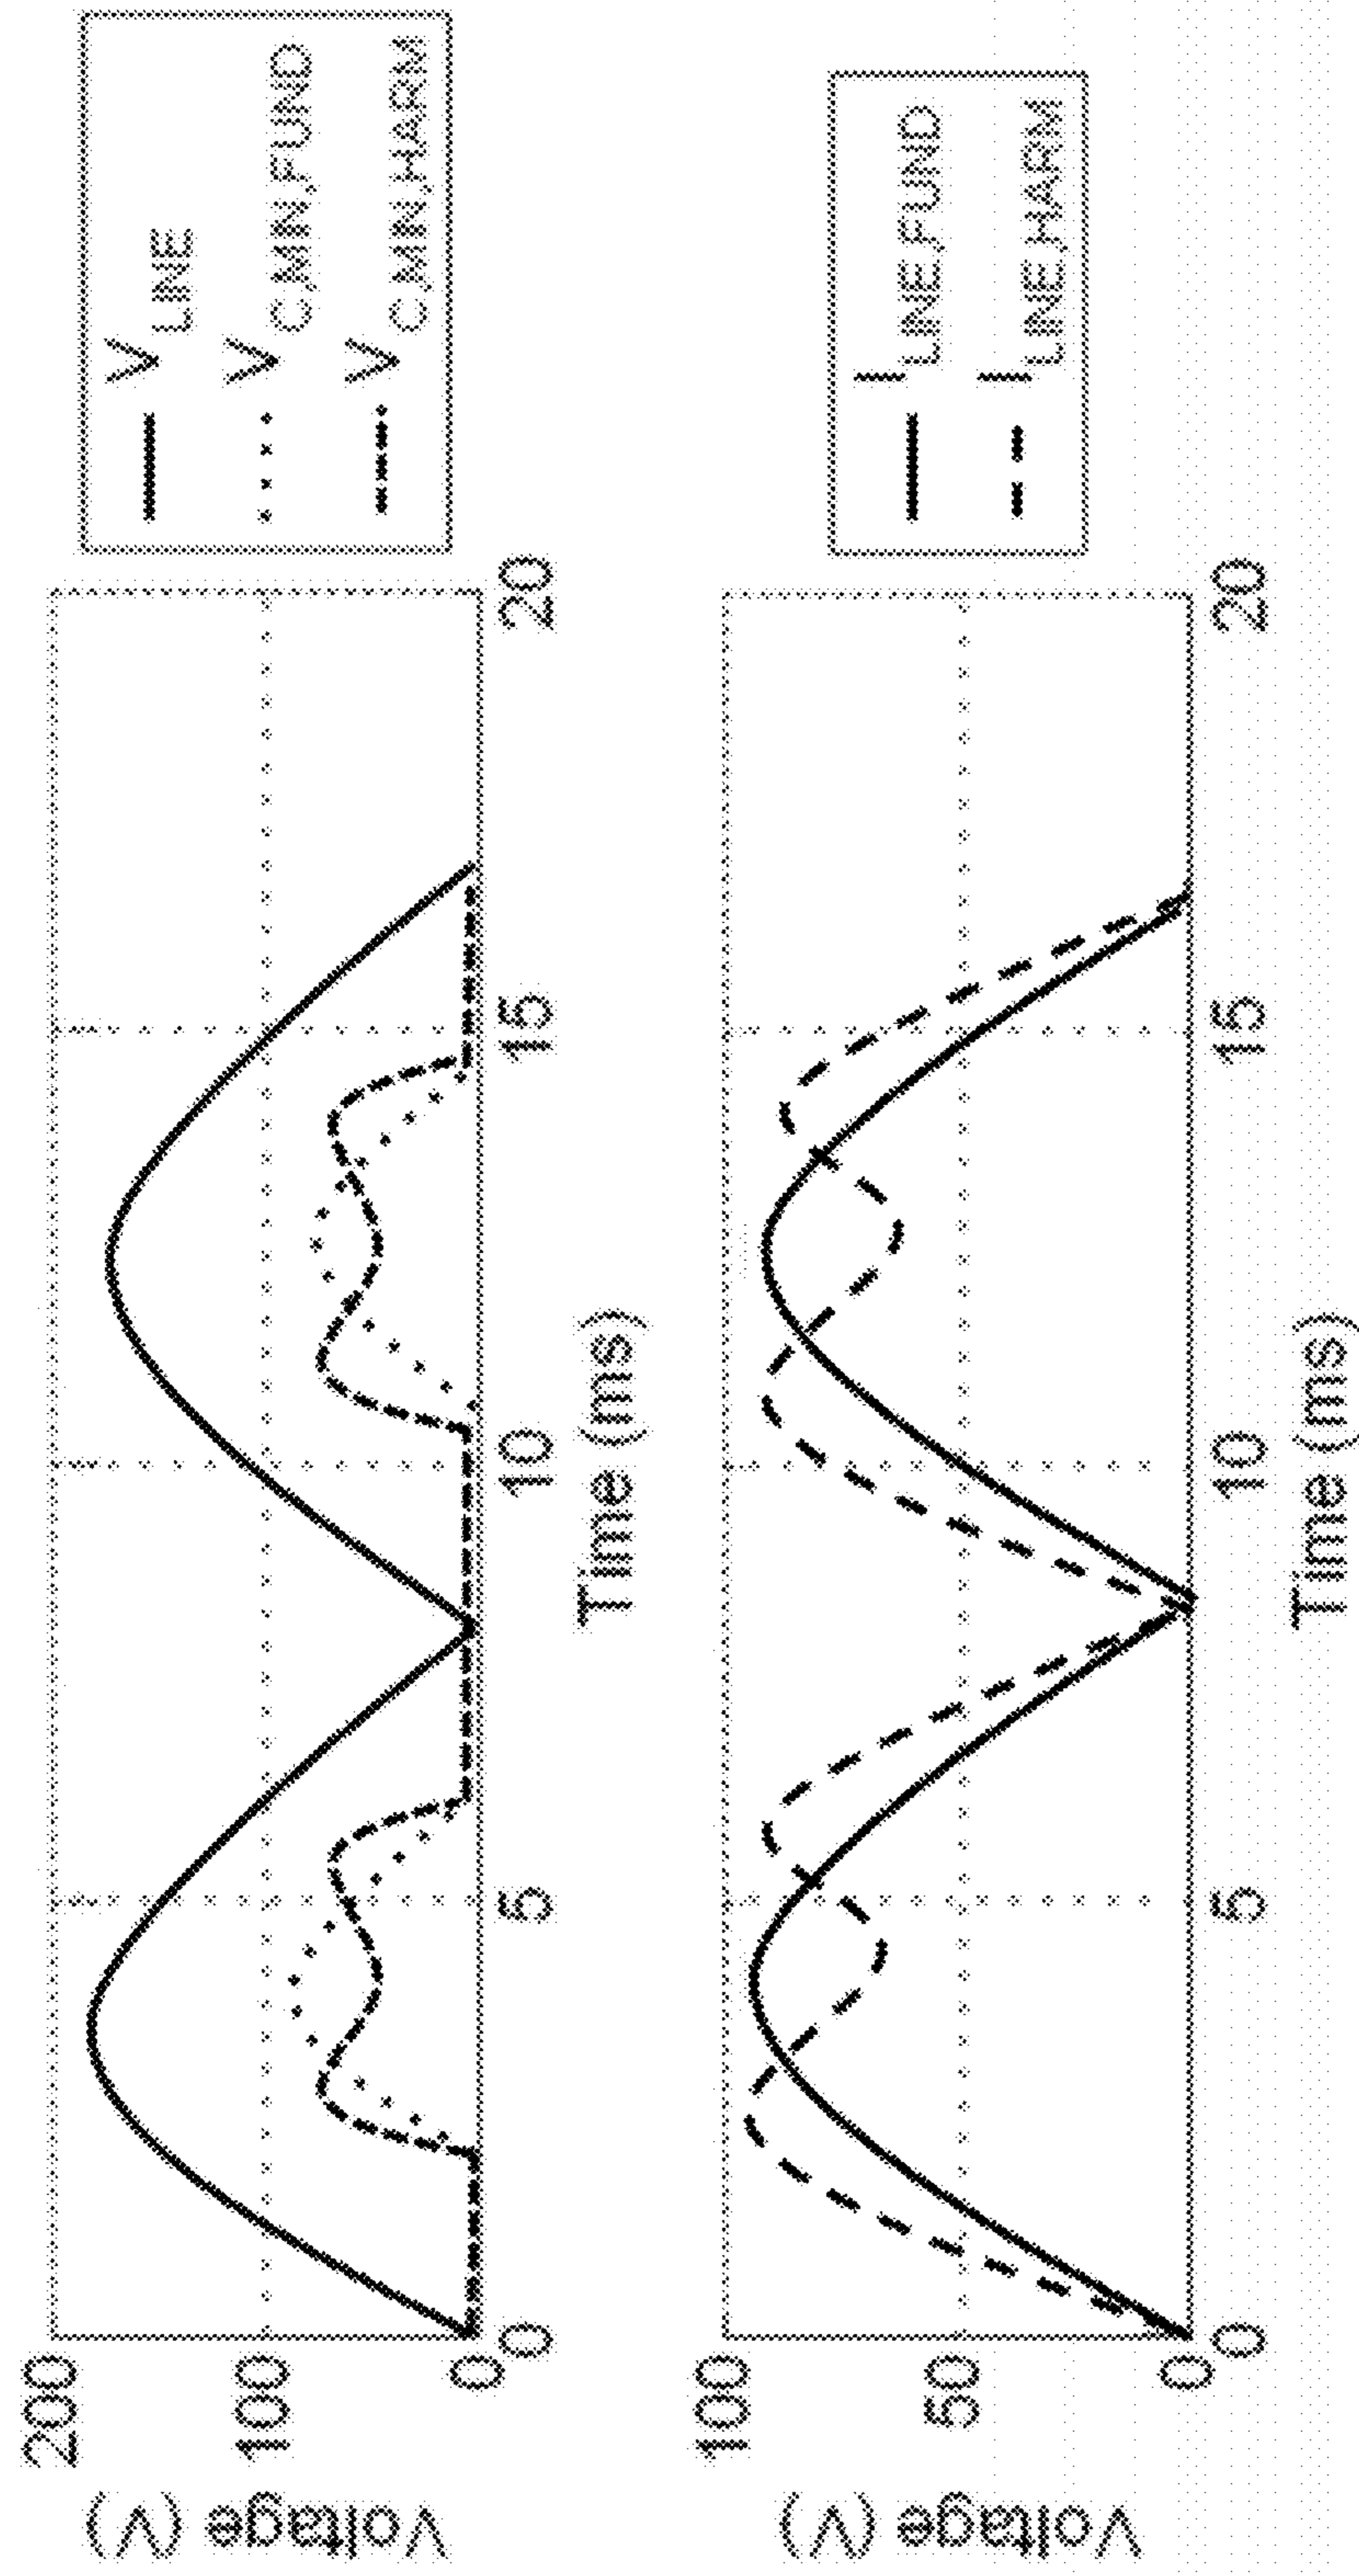 Voltage (V)
200
100
0
0
5
10
15
20
Time (ms)
V LINE
V C,MIN,FUND
V C,MIN,HARM
Voltage (V)
100
50
0
0
5
10
15
20
Time (ms)
I LINE,FUND
I LINE,HARM